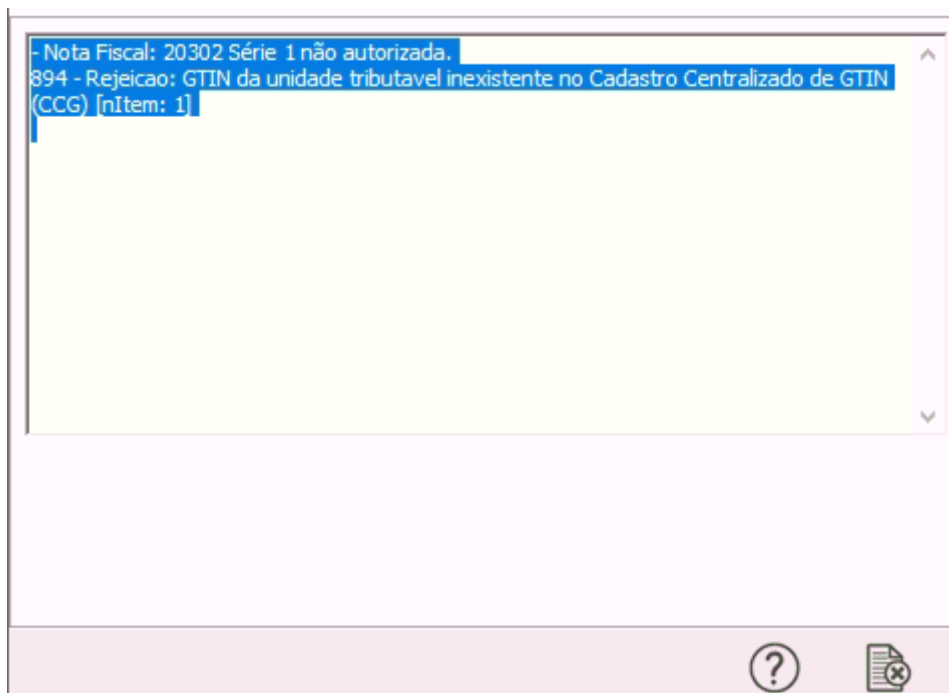 - Nota Fiscal: 20302 Série 1 não autorizada.
894 - Rejeicao: GTIN da unidade tributavel inexistente no Cadastro Centralizado de GTIN
(CCG) [nItem: 1]
?